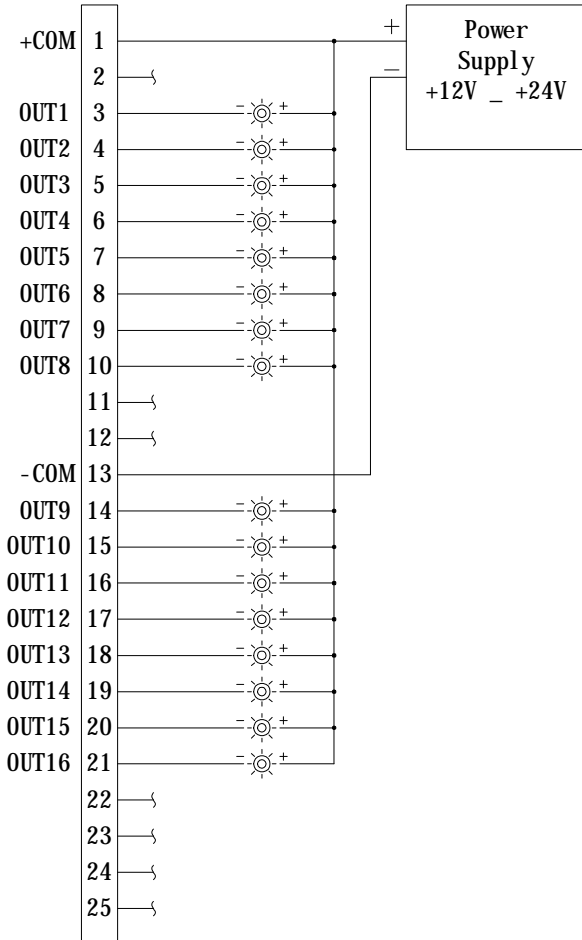 +COM 1 +
Power
Supply
+12V _ +24V
2 −
OUT1 3 - +
OUT2 4 - +
OUT3 5 - +
OUT4 6 - +
OUT5 7 - +
OUT6 8 - +
OUT7 9 - +
OUT8 10 - +
11
12
-COM 13
OUT9 14 - +
OUT10 15 - +
OUT11 16 - +
OUT12 17 - +
OUT13 18 - +
OUT14 19 - +
OUT15 20 - +
OUT16 21 - +
22
23
24
25